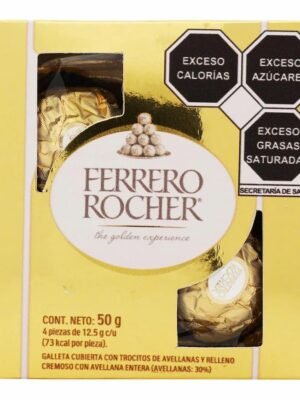 EXCESO
CALORÍAS
EXCESO
AZÚCARES
EXCESO
GRASAS
SATURADAS
SECRETARÍA DE SA
FERRERO
ROCHER®
the golden experience
CONT. NETO: 50 g
4 piezas de 12.5 g c/u
(73 kcal por pieza).
GALLETA CUBIERTA CON TROCITOS DE AVELLANAS Y RELLENO
CREMOSO CON AVELLANA ENTERA (AVELLANAS: 30%)